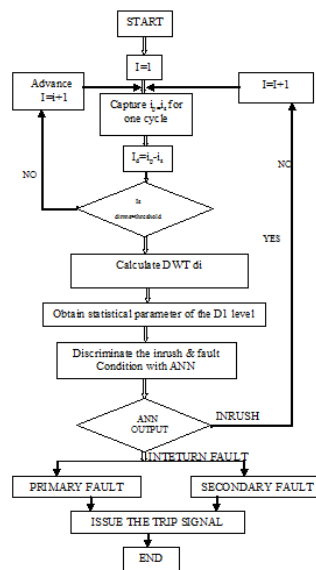 START
I=1
Advance
I=i+1
I=I+1
Capture
for
one cycle
NO
NO
Is
YES
Calculate DWT di
Obtain statistical parameter of the D1 level
Discriminate the inrush & fault
Condition with ANN
ANN
OUTPUT
INRUSH
INTETURN FAULT
PRIMARY FAULT
SECONDARY FAULT
ISSUE THE TRIP SIGNAL
END